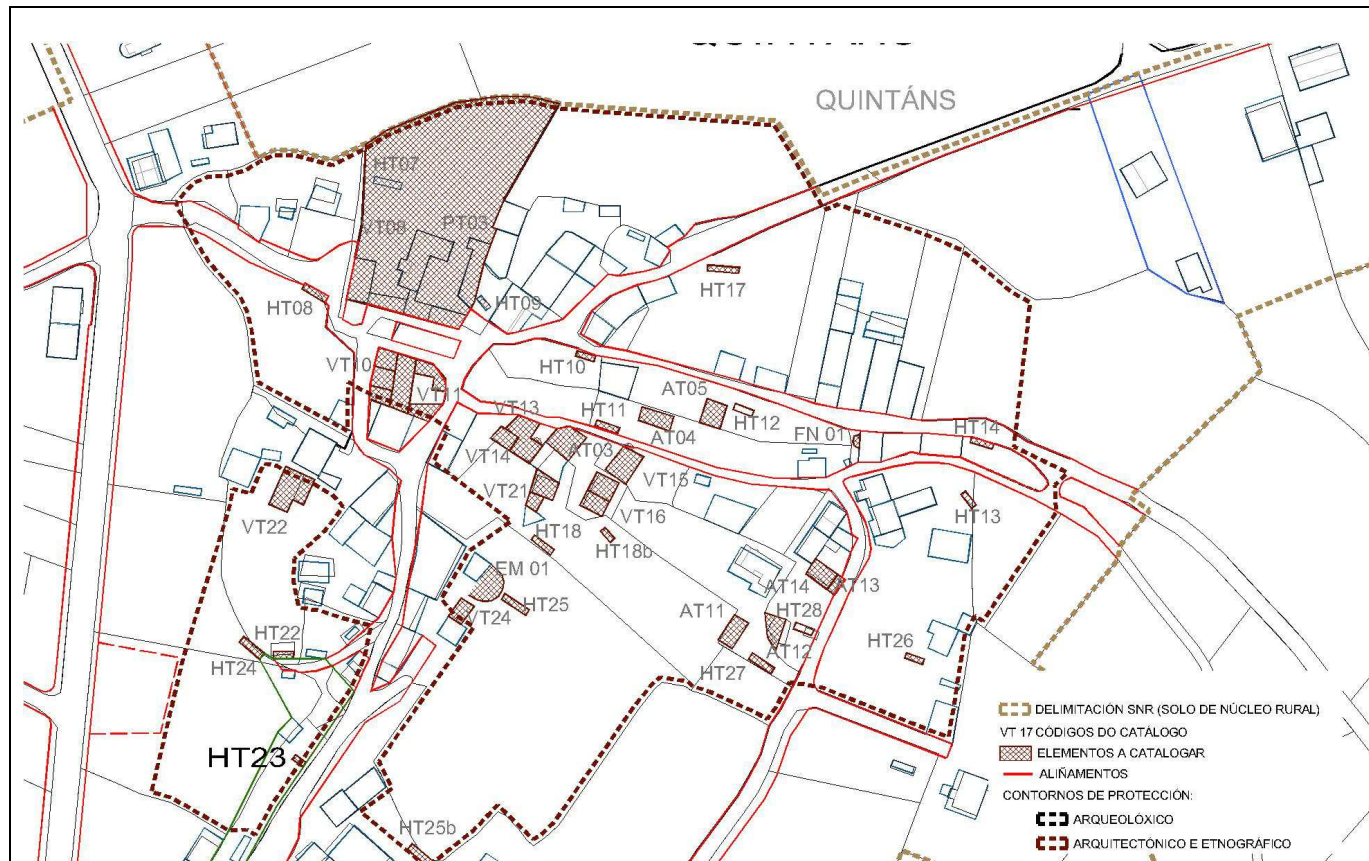 QUINTÁNS
QUINTÁNS
HT07
VT08
PT03
HT08
HT09
HT17
VT10
VT11
HT10
VT13
HT11
AT05
HT12
AT04
FN 01
HT14
VT14
AT03
VT15
VT21
VT16
HT13
VT22
HT18
HT18b
EM 01
HT25
VT24
AT14
AT13
AT11
HT28
AT12
HT22
HT24
HT27
HT26
HT23
HT25b
DELIMITACIÓN SNR (SOLO DE NÚCLEO RURAL)
VT 17 CÓDIGOS DO CATÁLOGO
ELEMENTOS A CATALOGAR
ALIÑAMENTOS
CONTORNOS DE PROTECCIÓN:
ARQUEOLÓXICO
ARQUITECTÓNICO E ETNOGRÁFICO